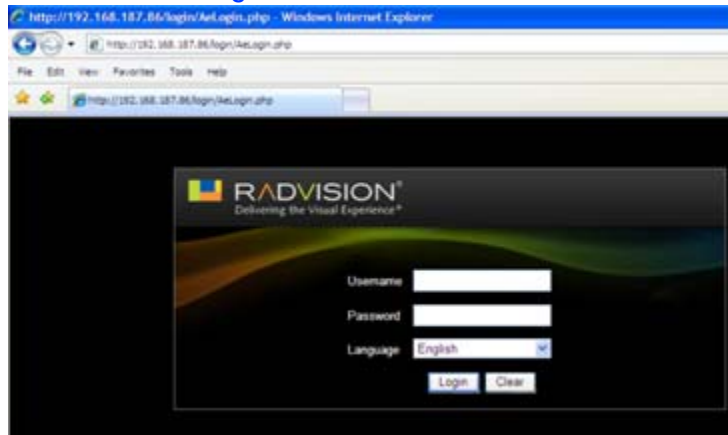 http://192.168.187.86/login/AeLogin.php - Windows Internet Explorer
http://192.168.187.86/login/AeLogin.php
File Edit View Favorites Tools Help
http://192.168.187.86/login/AeLogin.php
RADVISION®
Delivering the Visual Experience®
Username
Password
Language English
Login Clear